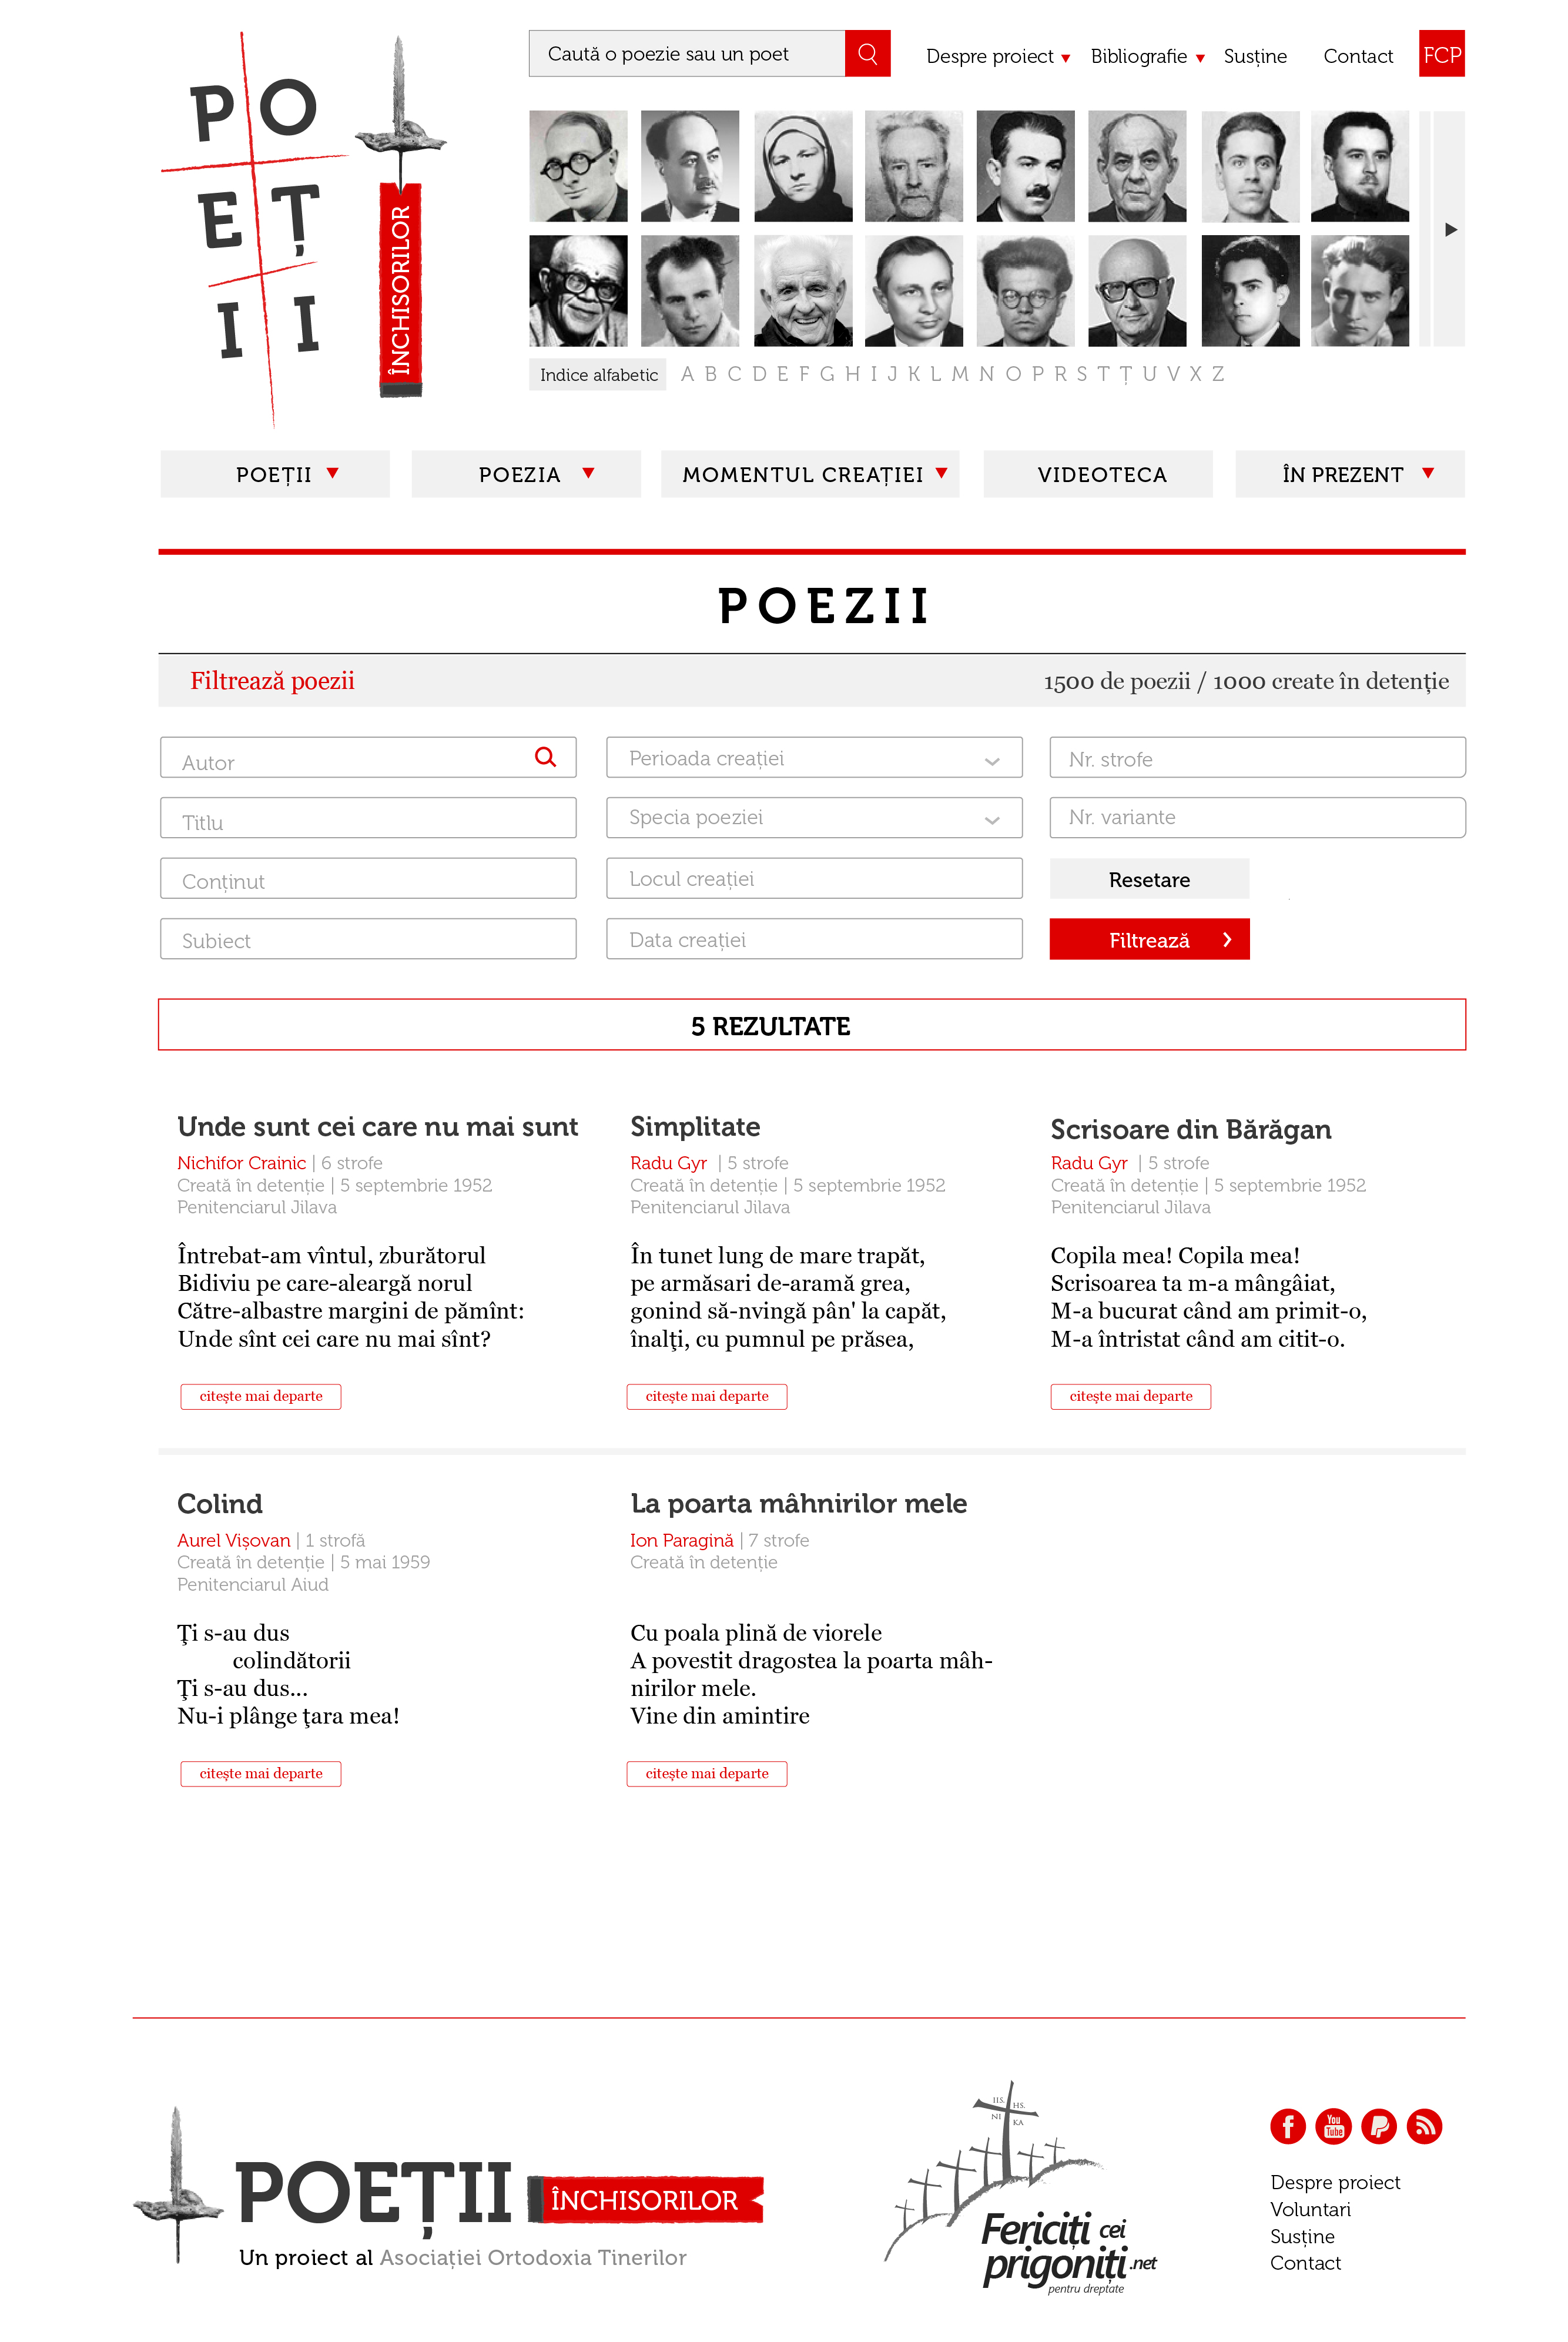 PO
EȚ
II
ÎNCHISORILOR
Caută o poezie sau un poet
Despre proiect
Bibliografie
Susține
Contact
FCP
Indice alfabetic
A B C D E F G H I J K L M N O P R S T Ț U V X Z
POEȚII
POEZIA
MOMENTUL CREAȚIEI
VIDEOTECA
ÎN PREZENT
POEZII
Filtrează poezii
1500 de poezii / 1000 create în detenție
Autor
Perioada creației
Nr. strofe
Titlu
Specia poeziei
Nr. variante
Conținut
Locul creației
Resetare
Subiect
Data creației
Filtrează
5 REZULTATE
Unde sunt cei care nu mai sunt
Nichifor Crainic | 6 strofe
Creată în detenție | 5 septembrie 1952
Penitenciarul Jilava
Întrebat-am vîntul, zburătorul
Bidiviu pe care-aleargă norul
Către-albastre margini de pămînt:
Unde sînt cei care nu mai sînt?
citește mai departe
Simplitate
Radu Gyr | 5 strofe
Creată în detenție | 5 septembrie 1952
Penitenciarul Jilava
În tunet lung de mare trapăt,
pe armăsari de-aramă grea,
gonind să-nvingă pân' la capăt,
înalţi, cu pumnul pe prăsea,
citește mai departe
Scrisoare din Bărăgan
Radu Gyr | 5 strofe
Creată în detenție | 5 septembrie 1952
Penitenciarul Jilava
Copila mea! Copila mea!
Scrisoarea ta m-a mângâiat,
M-a bucurat când am primit-o,
M-a întristat când am citit-o.
citește mai departe
Colind
Aurel Vișovan | 1 strofă
Creată în detenție | 5 mai 1959
Penitenciarul Aiud
Ţi s-au dus
colindătorii
Ţi s-au dus...
Nu-i plânge ţara mea!
citește mai departe
La poarta mâhnirilor mele
Ion Paragină | 7 strofe
Creată în detenție
Cu poala plină de viorele
A povestit dragostea la poarta mâh-
nirilor mele.
Vine din amintire
citește mai departe
POEȚII
ÎNCHISORILOR
Un proiect al Asociației Ortodoxia Tinerilor
IIS. HS.
NI KA
Fericiți cei
prigoniți.net
pentru dreptate
You
Tube
Despre proiect
Voluntari
Susține
Contact